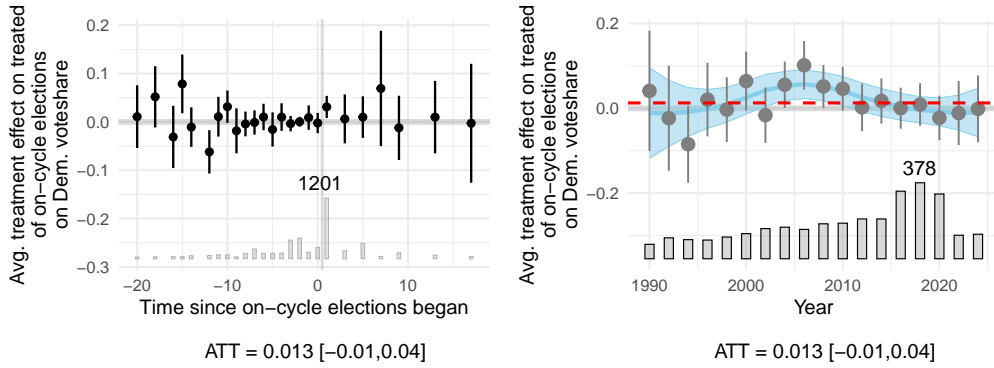 Avg. treatment effect on treated
of on−cycle elections
on Dem. voteshare
0.2
0.1
0.0
−0.1
−0.2
−0.3
1201
−20
−10
0
10
Time since on−cycle elections began
ATT = 0.013 [−0.01,0.04]
Avg. treatment effect on treated
of on−cycle elections
on Dem. voteshare
0.2
0.0
−0.2
378
1990
2000
2010
2020
Year
ATT = 0.013 [−0.01,0.04]